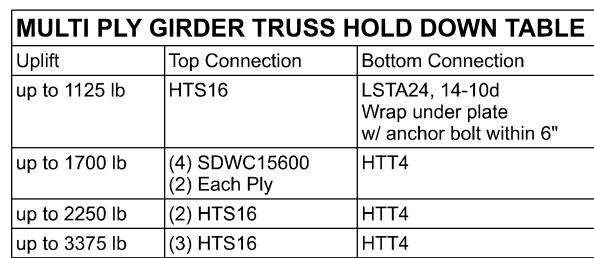 MULTI PLY GIRDER TRUSS HOLD DOWN TABLE
Uplift Top Connection Bottom Connection
up to 1125 lb HTS16 LSTA24, 14-10d
Wrap under plate
w/ anchor bolt within 6"
up to 1700 lb (4) SDWC15600 HTT4
(2) Each Ply
up to 2250 lb (2) HTS16 HTT4
up to 3375 lb (3) HTS16 HTT4